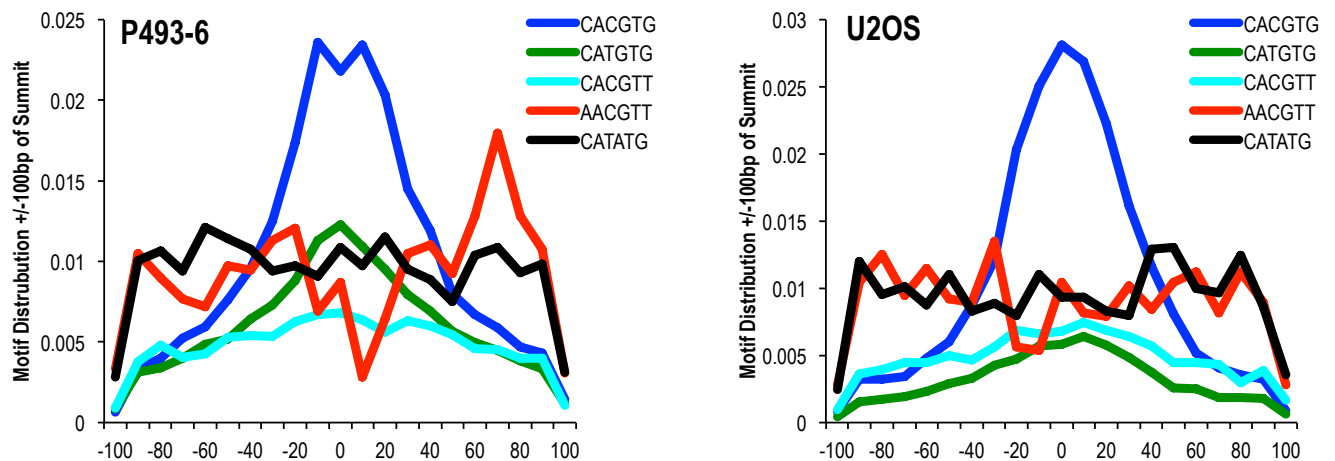 P493-6
Motif Distrubution +/-100bp of Summit
0.025
0.02
0.015
0.01
0.005
0
-100 -80 -60 -40 -20 0 20 40 60 80 100
CACGTG
CATGTG
CACGTT
AACGTT
CATATG
U2OS
Motif Distribution +/-100bp of Summit
0.03
0.025
0.02
0.015
0.01
0.005
0
-100 -80 -60 -40 -20 0 20 40 60 80 100
CACGTG
CATGTG
CACGTT
AACGTT
CATATG